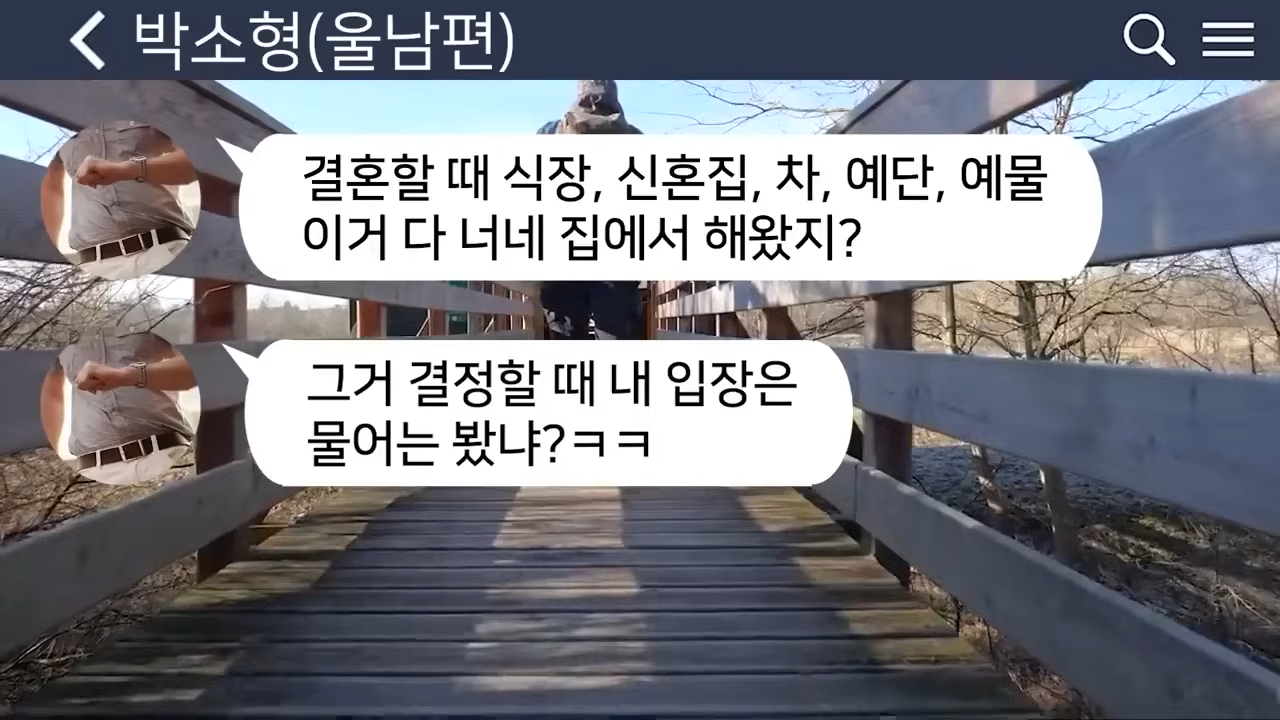 박소형(울남편)
결혼할 때 식장, 신혼집, 차, 예단, 예물
이거 다 너네 집에서 해왔지?
그거 결정할 때 내 입장은
물어는 봤냐?ㅋㅋ